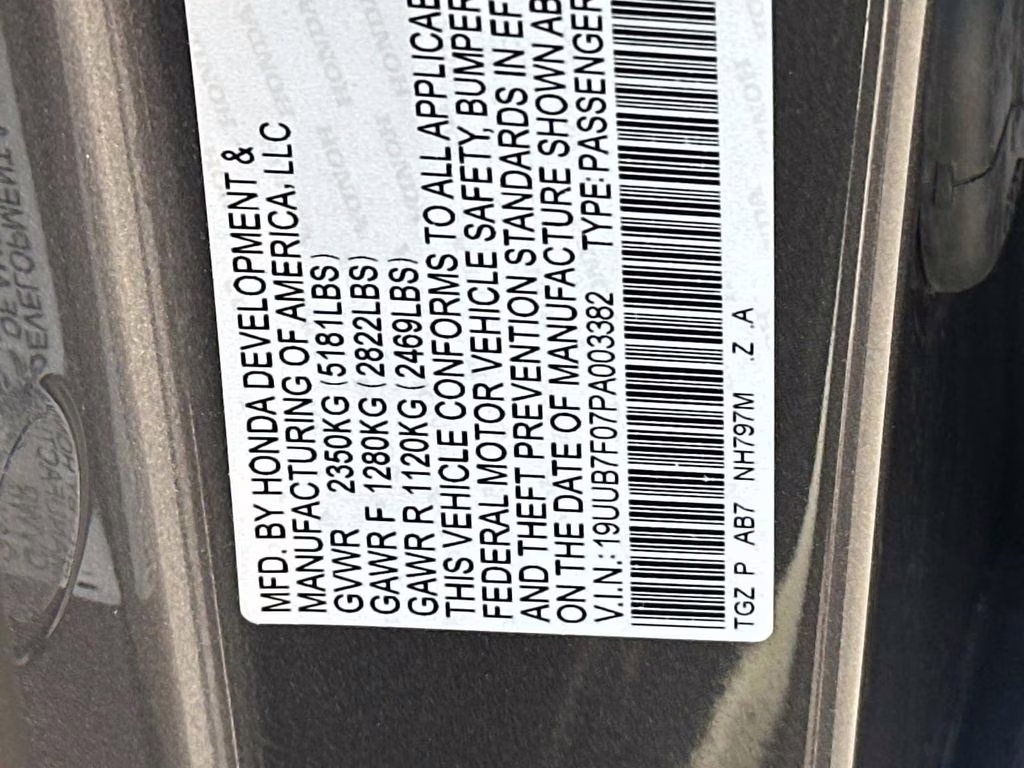 MFD. BY HONDA DEVELOPMENT &
MANUFACTURING OF AMERICA, LLC
GVWR 2350KG (5181LBS)
GAWR F 1280KG (2822LBS)
GAWR R 1120KG (2469LBS)
THIS VEHICLE CONFORMS TO ALL APPLICAB
FEDERAL MOTOR VEHICLE SAFETY, BUMPER
AND THEFT PREVENTION STANDARDS IN EF
ON THE DATE OF MANUFACTURE SHOWN AB
V.I.N.: 19UUB7F07PA003382 TYPE: PASSENGER
TGZ P AB7 NH797M .Z .A